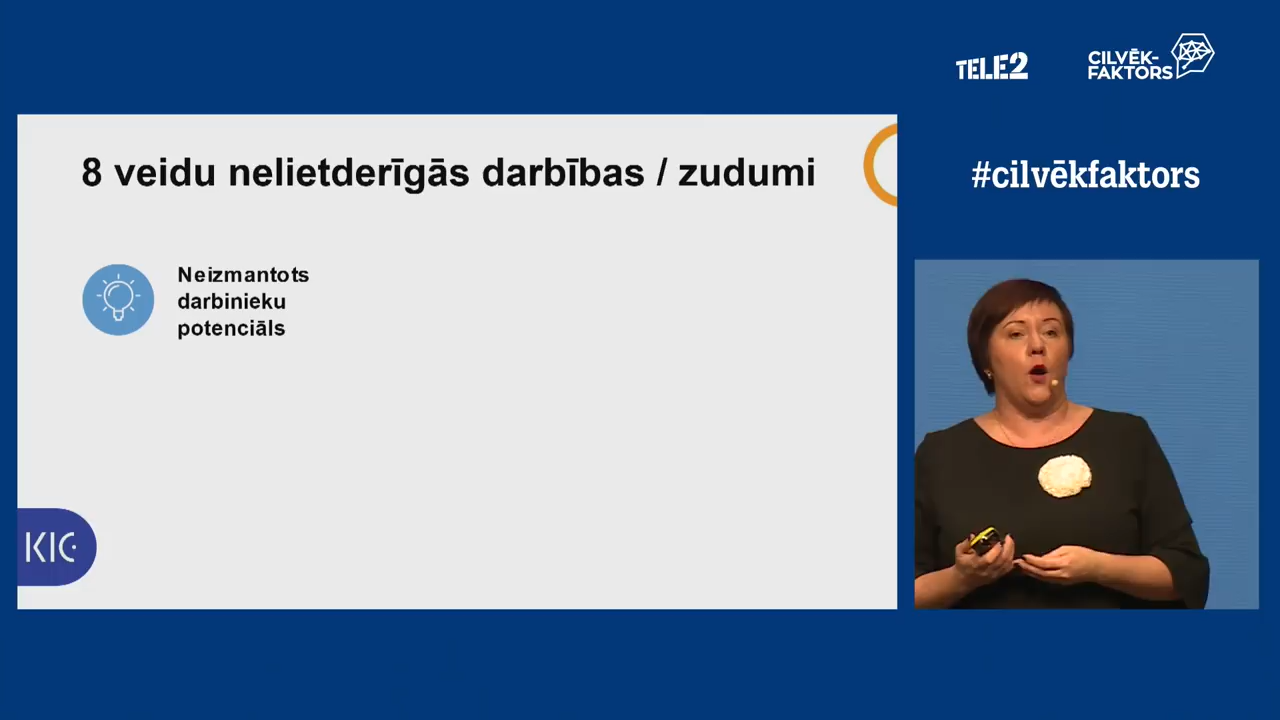 TELE2
CILVĒK-
FAKTORS
8 veidu nelietderīgās darbības / zudumi
#cilvēkfaktors
Neizmantots
darbinieku
potenciāls
KIC